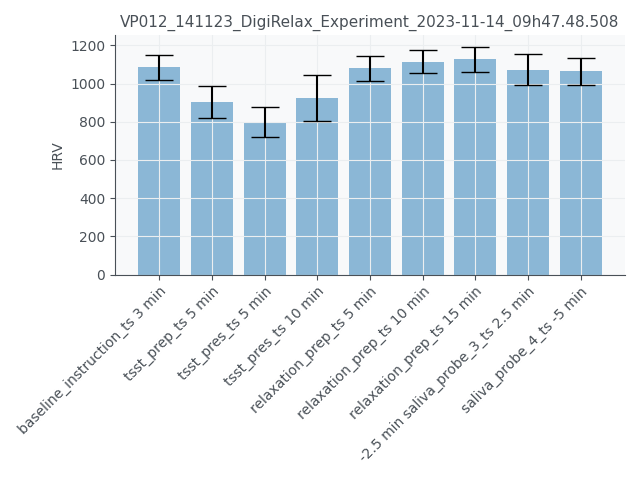 VP012_141123_DigiRelax_Experiment_2023-11-14_09h47.48.508
1200
1000
800
600
400
200
0
HRV
baseline_instruction_ts 3 min
tsst_prep_ts 5 min
tsst_pres_ts 5 min
tsst_pres_ts 10 min
relaxation_prep_ts 5 min
relaxation_prep_ts 10 min
relaxation_prep_ts 15 min
-2.5 min saliva_probe_3_ts 2.5 min
saliva_probe_4_ts -5 min